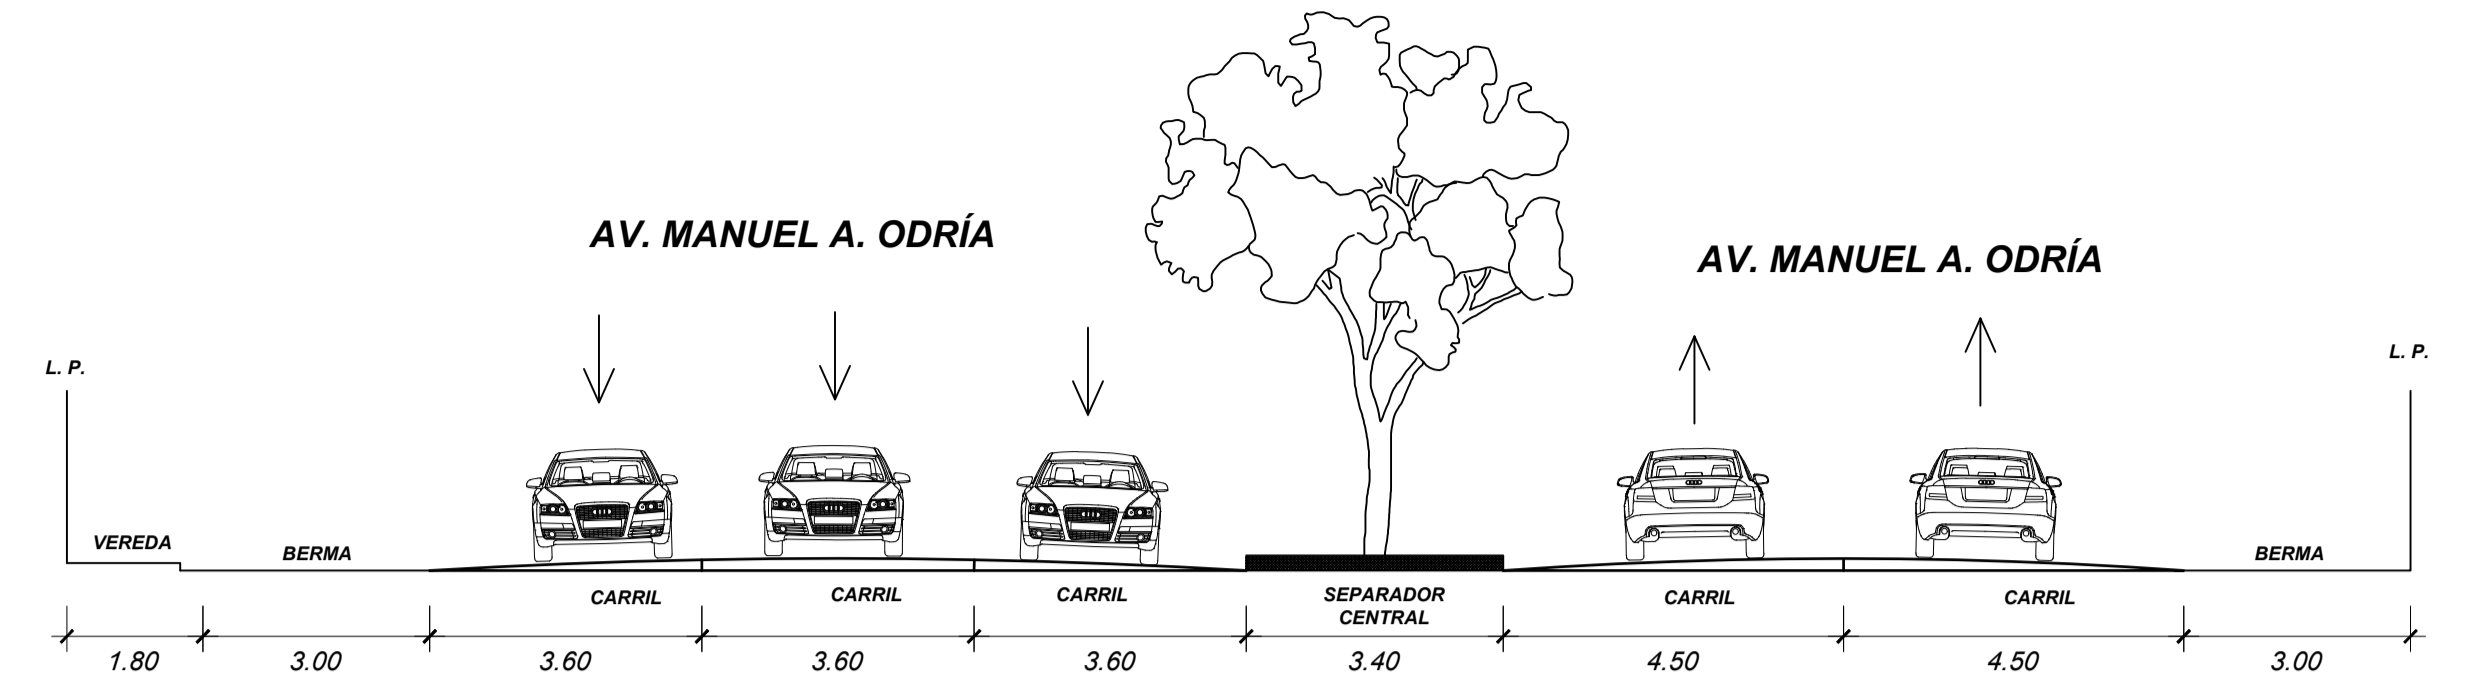 AV. MANUEL A. ODRÍA
AV. MANUEL A. ODRÍA
L. P.
L. P.
VEREDA
BERMA
BERMA
CARRIL
CARRIL
CARRIL
SEPARADOR
CENTRAL
CARRIL
CARRIL
1.80
3.00
3.60
3.60
3.60
3.40
4.50
4.50
3.00